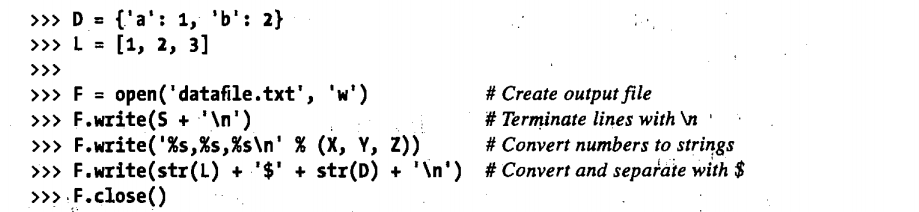 >>> D = {'a': 1, 'b': 2}
>>> L = [1, 2, 3]
>>>
>>> F = open('datafile.txt', 'w') # Create output file
>>> F.write(S + '\n') # Terminate lines with \n
>>> F.write('%s,%s,%s\n' % (X, Y, Z)) # Convert numbers to strings
>>> F.write(str(L) + '$' + str(D) + '\n') # Convert and separate with $
>>> F.close()